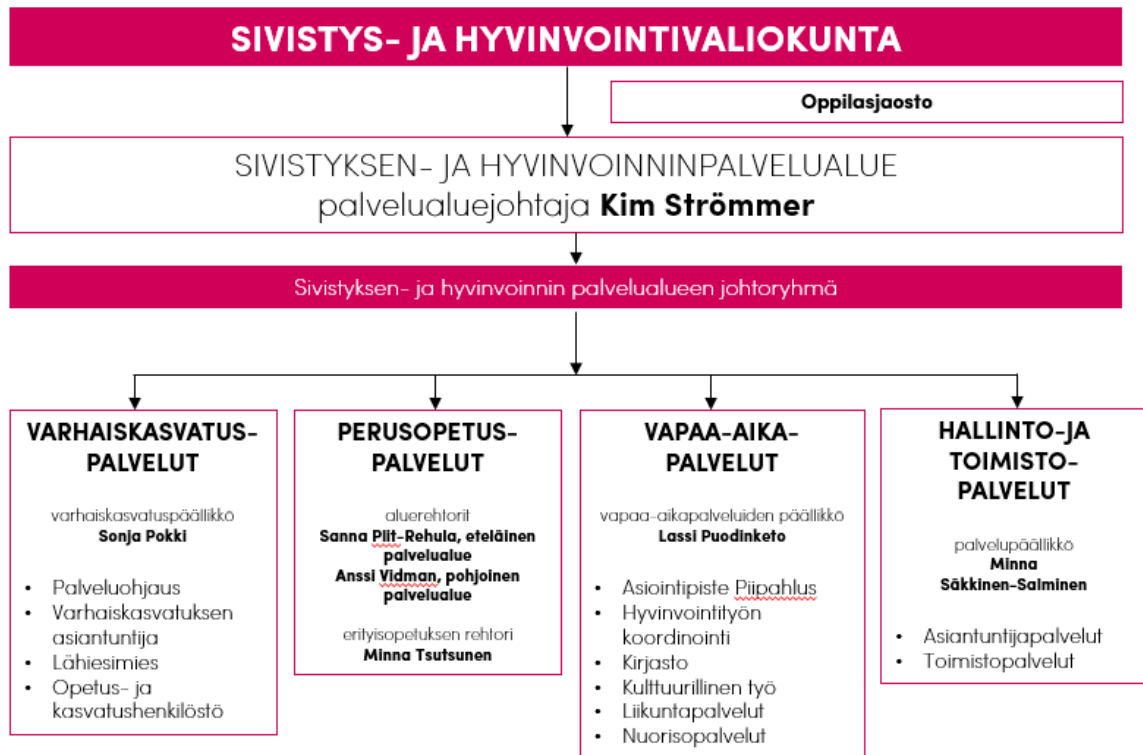 SIVISTYS- JA HYVINVOINTIVALIOKUNTA
Oppilasjaosto
SIVISTYKSEN- JA HYVINVOINNINPALVELUALUE
palvelualuejohtaja Kim Strömmer
Sivistyksen- ja hyvinvoinnin palvelualueen johtoryhmä
VARHAISKASVATUS-
PALVELUT
varhaiskasvatuspäällikkö
Sonja Pokki
• Palveluohjaus
• Varhaiskasvatuksen
asiantuntija
• Lähiesimies
• Opetus- ja
kasvatushenkilöstö
PERUSOPETUS-
PALVELUT
aluerehtorit
Sanna Plit-Rehula, eteläinen
palvelualue
Anssi Vidman, pohjoinen
palvelualue
erityisopetuksen rehtori
Minna Tsutsunen
VAPAA-AIKA-
PALVELUT
vapaa-aikapalveluiden päällikkö
Lassi Puodinketo
• Asiointipiste Piipahlus
• Hyvinvointityön
koordinointi
• Kirjasto
• Kulttuurillinen työ
• Liikuntapalvelut
• Nuorisopalvelut
HALLINTO-JA
TOIMISTO-
PALVELUT
palvelupäällikkö
Minna
Säkkinen-Salminen
• Asiantuntijapalvelut
• Toimistopalvelut